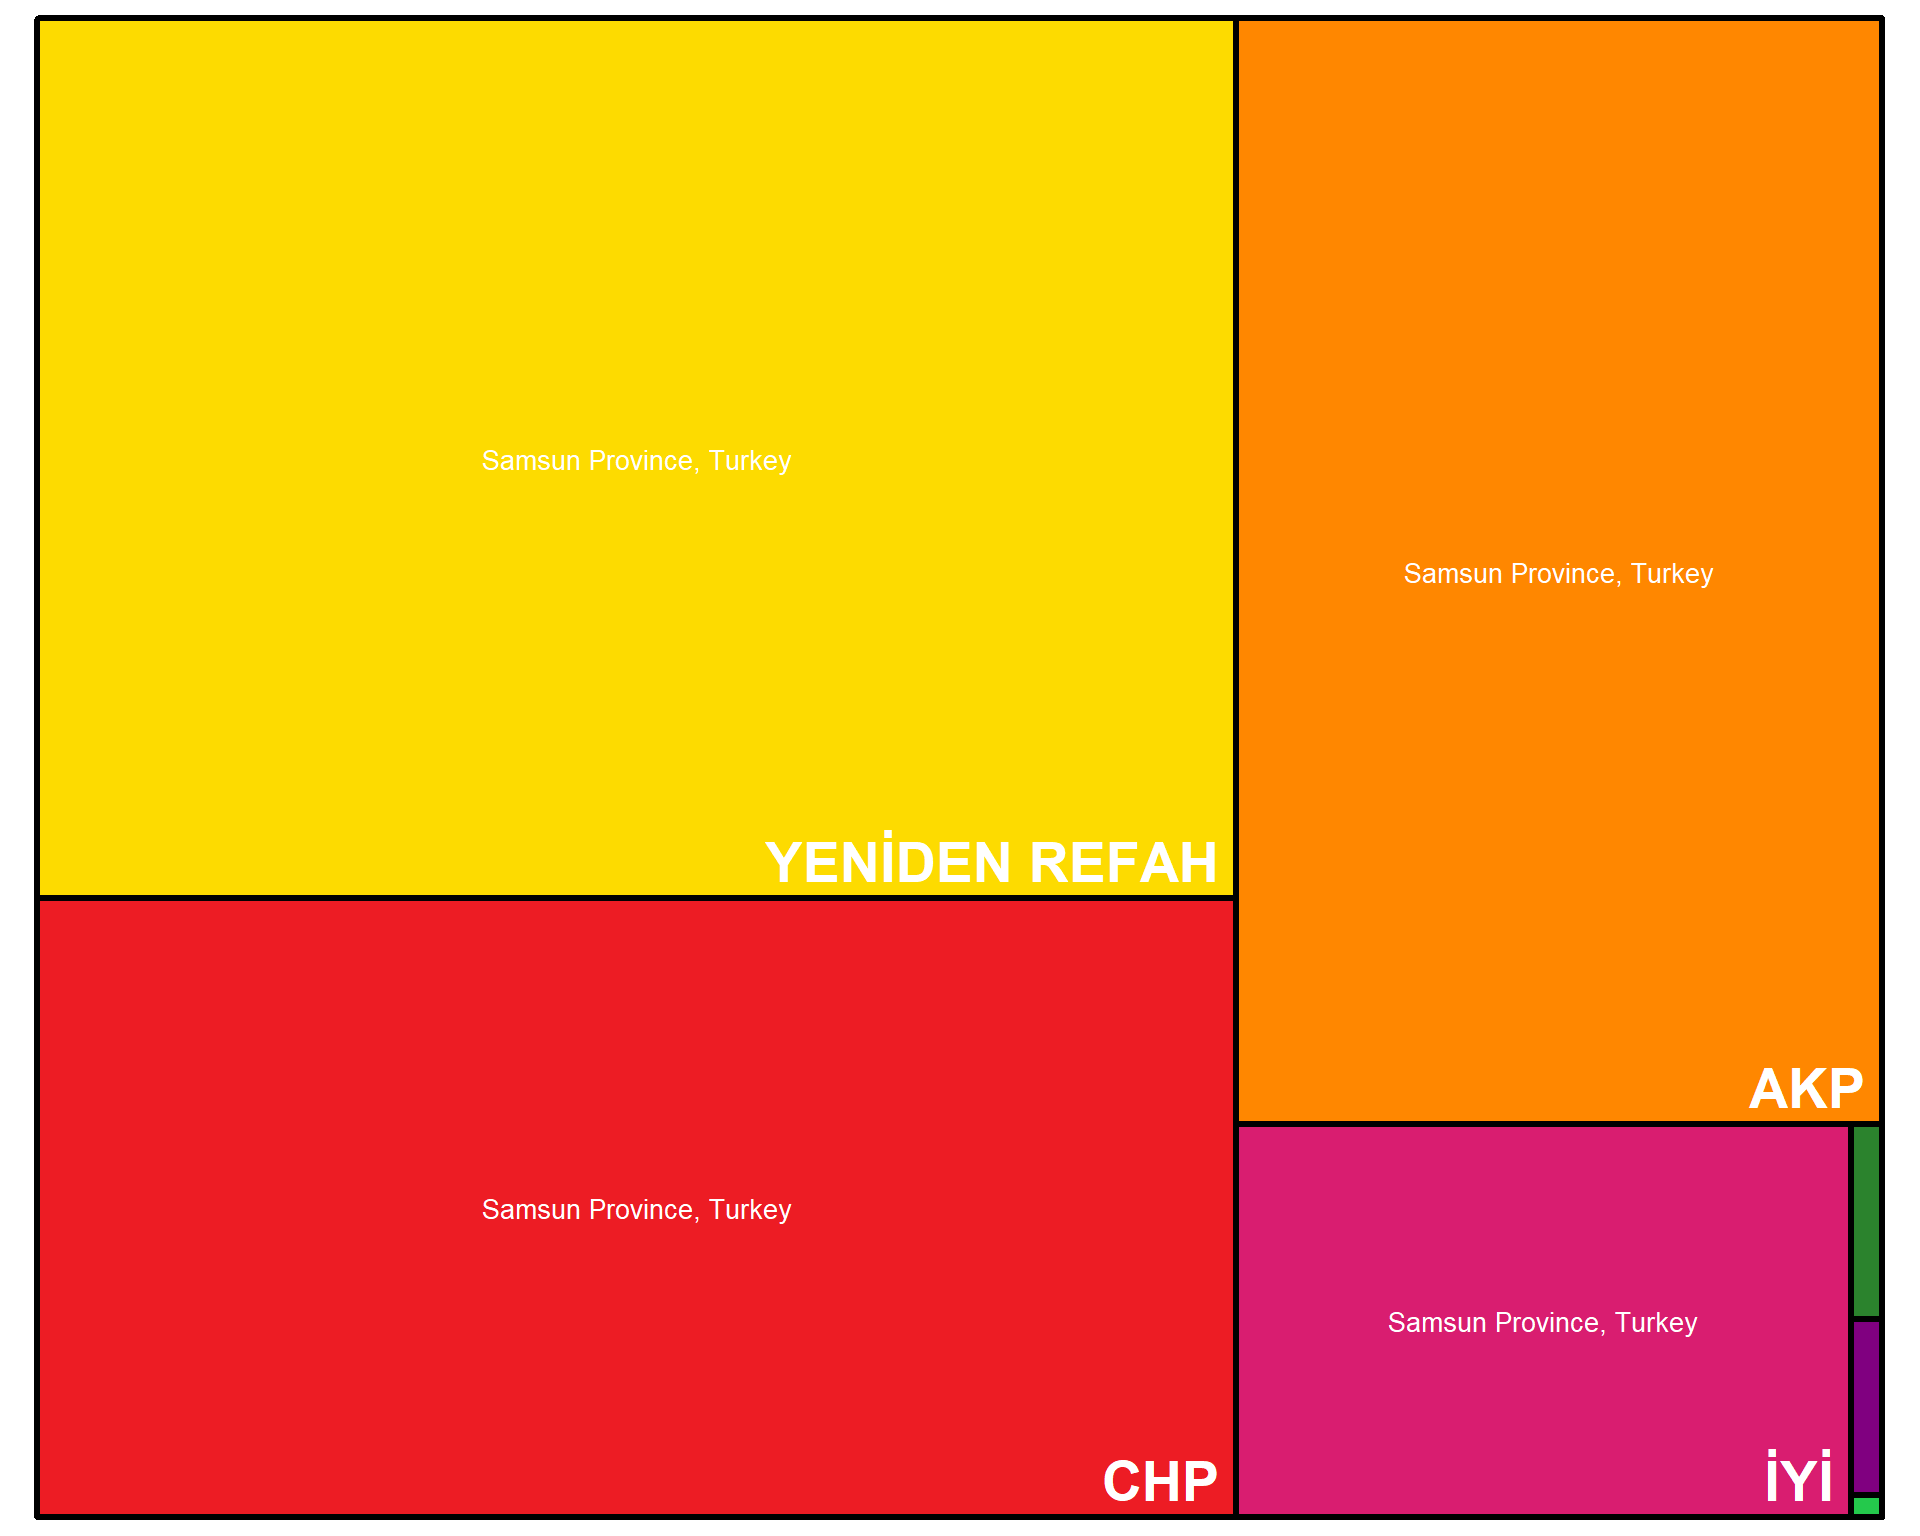 Samsun Province, Turkey
YENİDEN REFAH
Samsun Province, Turkey
AKP
Samsun Province, Turkey
CHP
Samsun Province, Turkey
İYİ